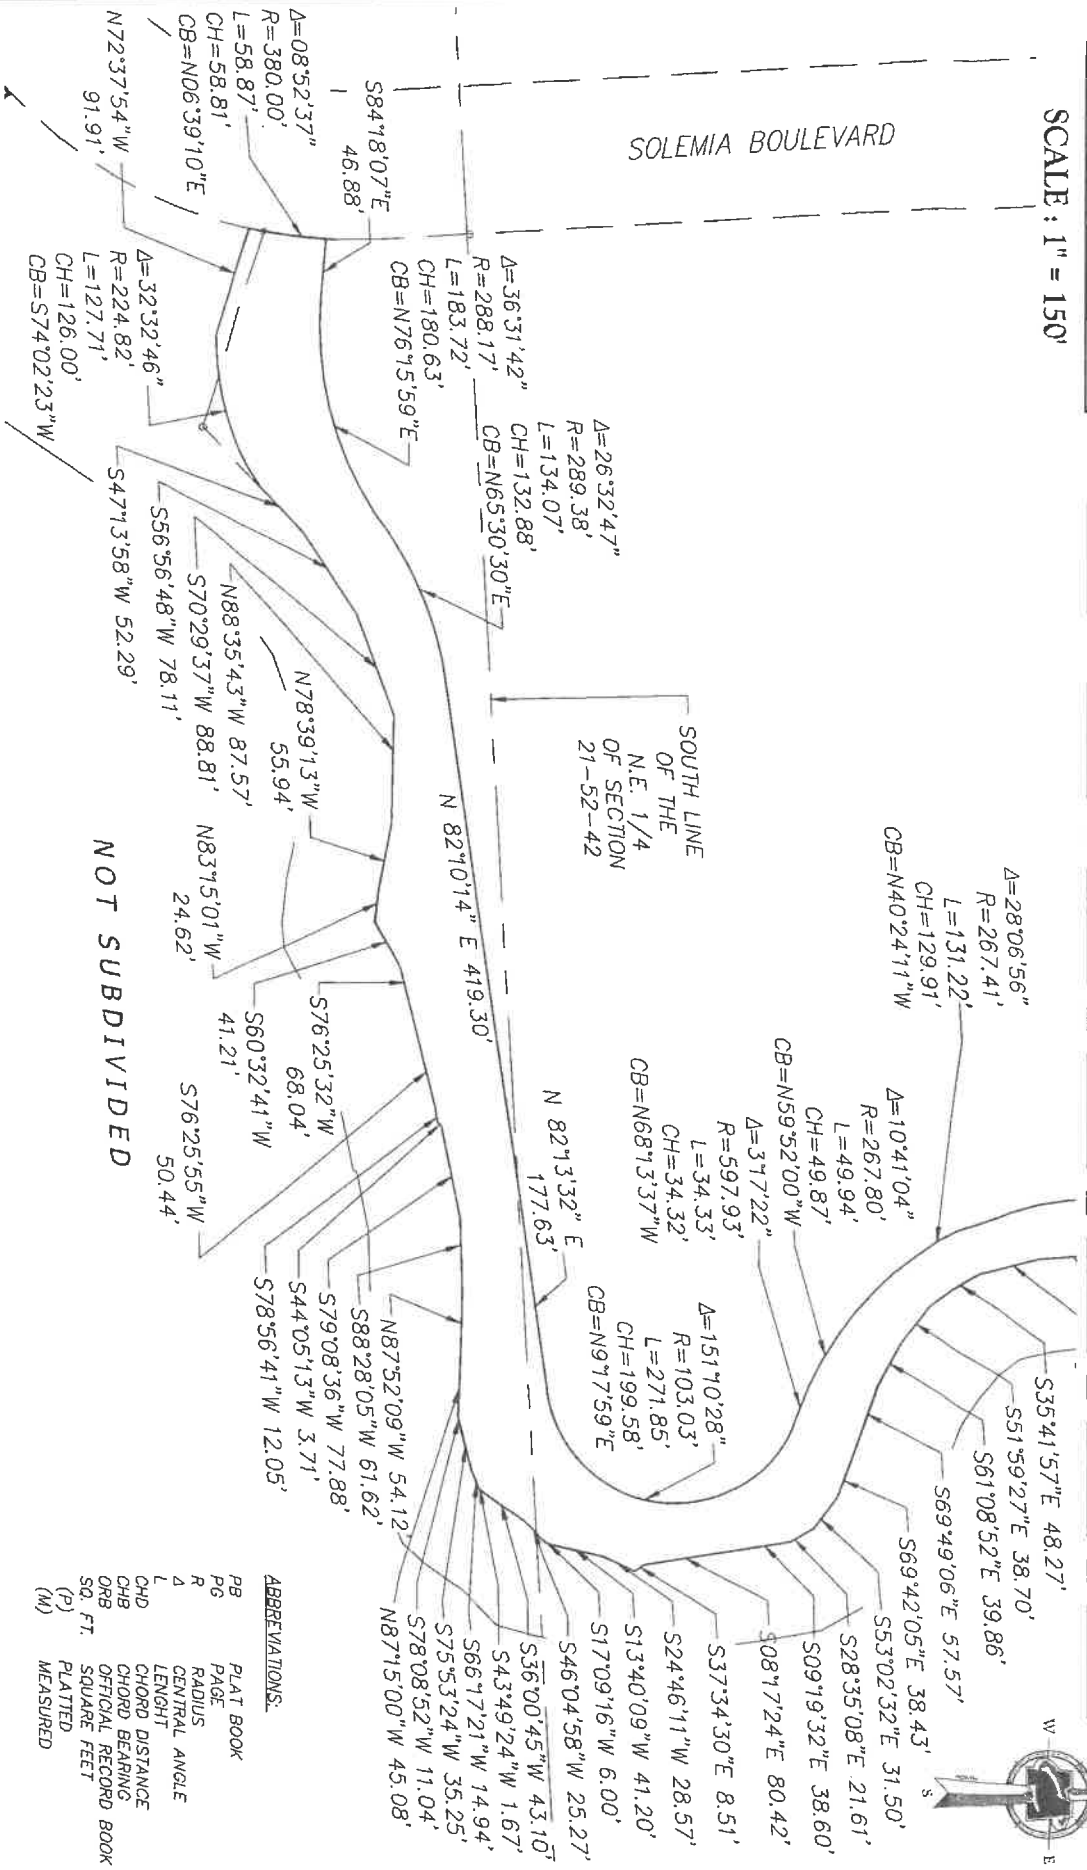 SCALE : 1" = 150'
SOLEMIA BOULEVARD
S84°18'07"E
46.88'
Δ=08°52'37"
R=380.00'
L=58.87'
CH=58.81'
CB=N06°39'10"E
N72°37'54"W
91.91'
Δ=36°31'42"
R=288.17'
L=183.72'
CH=180.63'
CB=N76°15'59"E
Δ=32°32'46"
R=224.82'
L=127.71'
CH=126.00'
CB=S74°02'23"W
Δ=26°32'47"
R=289.38'
L=134.07'
CH=132.88'
CB=N65°30'30"E
S47°13'58"W 52.29'
S56°56'48"W 78.11'
S70°29'37"W 88.81'
N88°35'43"W 87.57'
N78°39'13"W
55.94'
SOUTH LINE
OF THE
N.E. 1/4
OF SECTION
21-52-42
N 82°10'14" E 419.30'
N83°15'01"W
24.62'
S60°32'41"W
41.21'
S76°25'32"W
68.04'
S76°25'55"W
50.44'
NOT SUBDIVIDED
N 82°13'32" E
177.63'
Δ=28°06'56"
R=267.41'
L=131.22'
CH=129.91'
CB=N40°24'11"W
Δ=10°41'04"
R=267.80'
L=49.94'
CH=49.87'
CB=N59°52'00"W
Δ=3°17'22"
R=597.93'
L=34.33'
CH=34.32'
CB=N68°13'37"W
Δ=151°10'28"
R=103.03'
L=271.85'
CH=199.58'
CB=N9°17'59"E
S35°41'57"E 48.27'
S51°59'27"E 38.70'
S61°08'52"E 39.86'
S69°49'06"E 57.57'
S69°42'05"E 38.43'
S53°02'32"E 31.50'
S28°35'08"E 21.61'
S09°19'32"E 38.60'
S08°17'24"E 80.42'
S37°34'30"E 8.51'
S24°46'11"W 28.57'
S13°40'09"W 41.20'
S17°09'16"W 6.00'
S46°04'58"W 25.27'
S36°00'45"W 43.10'
S43°49'24"W 1.67'
S66°17'21"W 14.94'
S75°53'24"W 35.25'
S78°08'52"W 11.04'
N87°15'00"W 45.08'
N87°52'09"W 54.12'
S88°28'05"W 61.62'
S79°08'36"W 77.88'
S44°05'13"W 3.71'
S78°56'41"W 12.05'
W
E
S
ABBREVIATIONS:
PB PLAT BOOK
PG PAGE
R RADIUS
Δ CENTRAL ANGLE
L LENGHT
CHD CHORD DISTANCE
CHB CHORD BEARING
ORB OFFICIAL RECORD BOOK
SQ. FT. SQUARE FEET
(P) PLATTED
(M) MEASURED